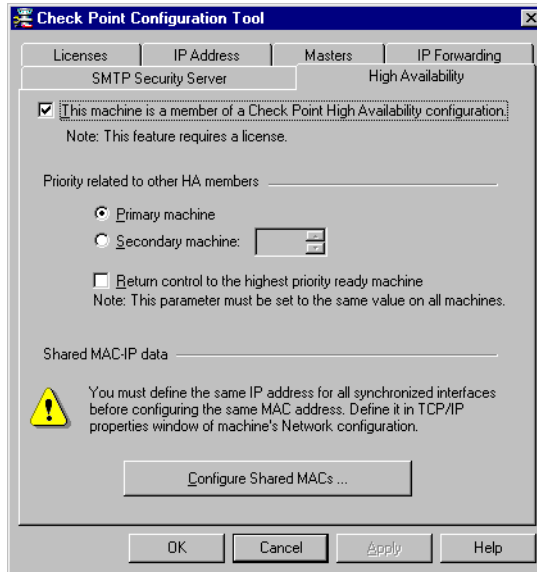 Check Point Configuration Tool
Licenses IP Address Masters IP Forwarding
SMTP Security Server High Availability
This machine is a member of a Check Point High Availability configuration.
Note: This feature requires a license.
Priority related to other HA members
Primary machine
Secondary machine:
Return control to the highest priority ready machine
Note: This parameter must be set to the same value on all machines.
Shared MAC-IP data
You must define the same IP address for all synchronized interfaces
before configuring the same MAC address. Define it in TCP/IP
properties window of machine's Network configuration.
Configure Shared MACs ...
OK Cancel Apply Help